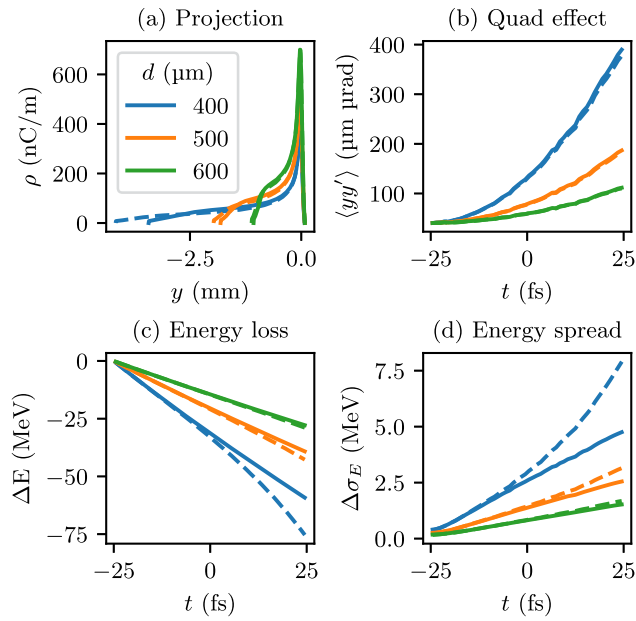 (a) Projection
ρ (nC/m)
600
400
200
0
d (µm)
400
500
600
−2.5
0.0
y (mm)
(b) Quad effect
⟨yy′⟩ (µm µrad)
400
300
200
100
−25
0
25
t (fs)
(c) Energy loss
ΔE (MeV)
0
−25
−50
−75
−25
0
25
t (fs)
(d) Energy spread
Δσ_E (MeV)
7.5
5.0
2.5
0.0
−25
0
25
t (fs)